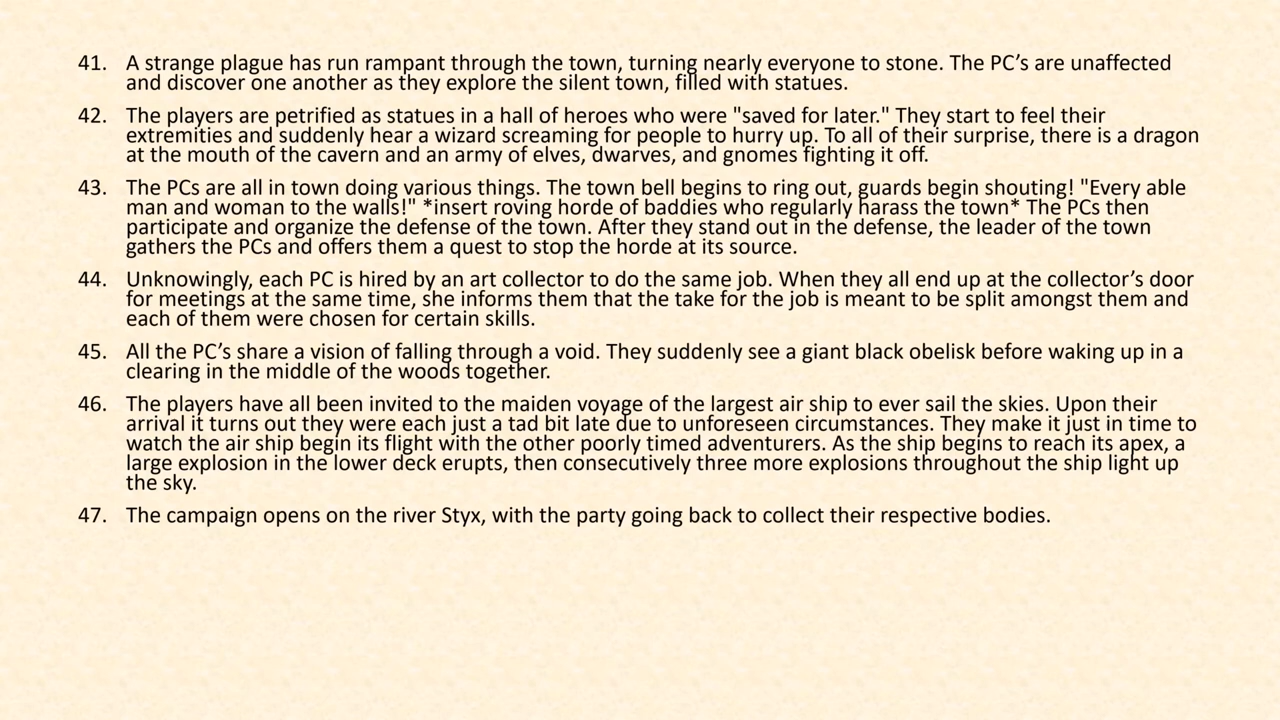 41. A strange plague has run rampant through the town, turning nearly everyone to stone. The PC’s are unaffected
and discover one another as they explore the silent town, filled with statues.
42. The players are petrified as statues in a hall of heroes who were "saved for later." They start to feel their
extremities and suddenly hear a wizard screaming for people to hurry up. To all of their surprise, there is a dragon
at the mouth of the cavern and an army of elves, dwarves, and gnomes fighting it off.
43. The PCs are all in town doing various things. The town bell begins to ring out, guards begin shouting! "Every able
man and woman to the walls!" *insert roving horde of baddies who regularly harass the town* The PCs then
participate and organize the defense of the town. After they stand out in the defense, the leader of the town
gathers the PCs and offers them a quest to stop the horde at its source.
44. Unknowingly, each PC is hired by an art collector to do the same job. When they all end up at the collector’s door
for meetings at the same time, she informs them that the take for the job is meant to be split amongst them and
each of them were chosen for certain skills.
45. All the PC’s share a vision of falling through a void. They suddenly see a giant black obelisk before waking up in a
clearing in the middle of the woods together.
46. The players have all been invited to the maiden voyage of the largest air ship to ever sail the skies. Upon their
arrival it turns out they were each just a tad bit late due to unforeseen circumstances. They make it just in time to
watch the air ship begin its flight with the other poorly timed adventurers. As the ship begins to reach its apex, a
large explosion in the lower deck erupts, then consecutively three more explosions throughout the ship light up
the sky.
47. The campaign opens on the river Styx, with the party going back to collect their respective bodies.